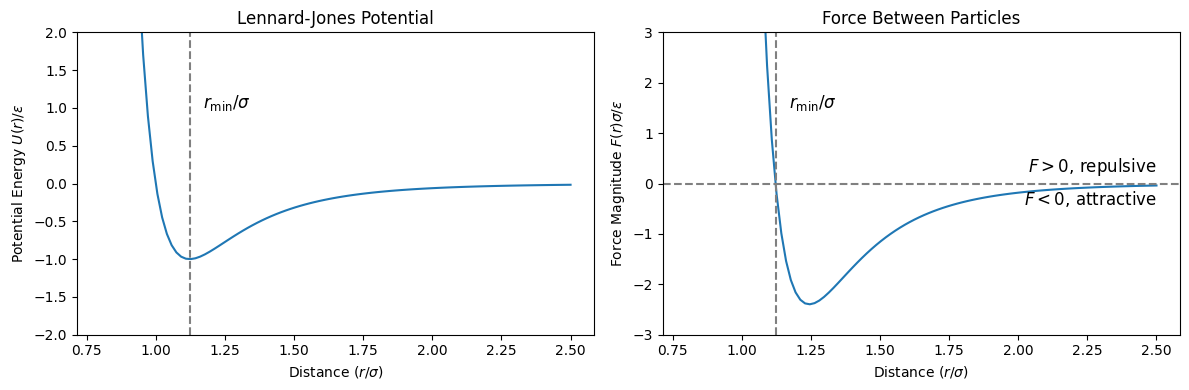 Lennard-Jones Potential
Potential Energy U(r)/ε
2.0
1.5
1.0
0.5
0.0
−0.5
−1.0
−1.5
−2.0
r_min/σ
0.75 1.00 1.25 1.50 1.75 2.00 2.25 2.50
Distance (r/σ)
Force Between Particles
Force Magnitude F(r)σ/ε
3
2
1
0
−1
−2
−3
r_min/σ
F > 0, repulsive
F < 0, attractive
0.75 1.00 1.25 1.50 1.75 2.00 2.25 2.50
Distance (r/σ)